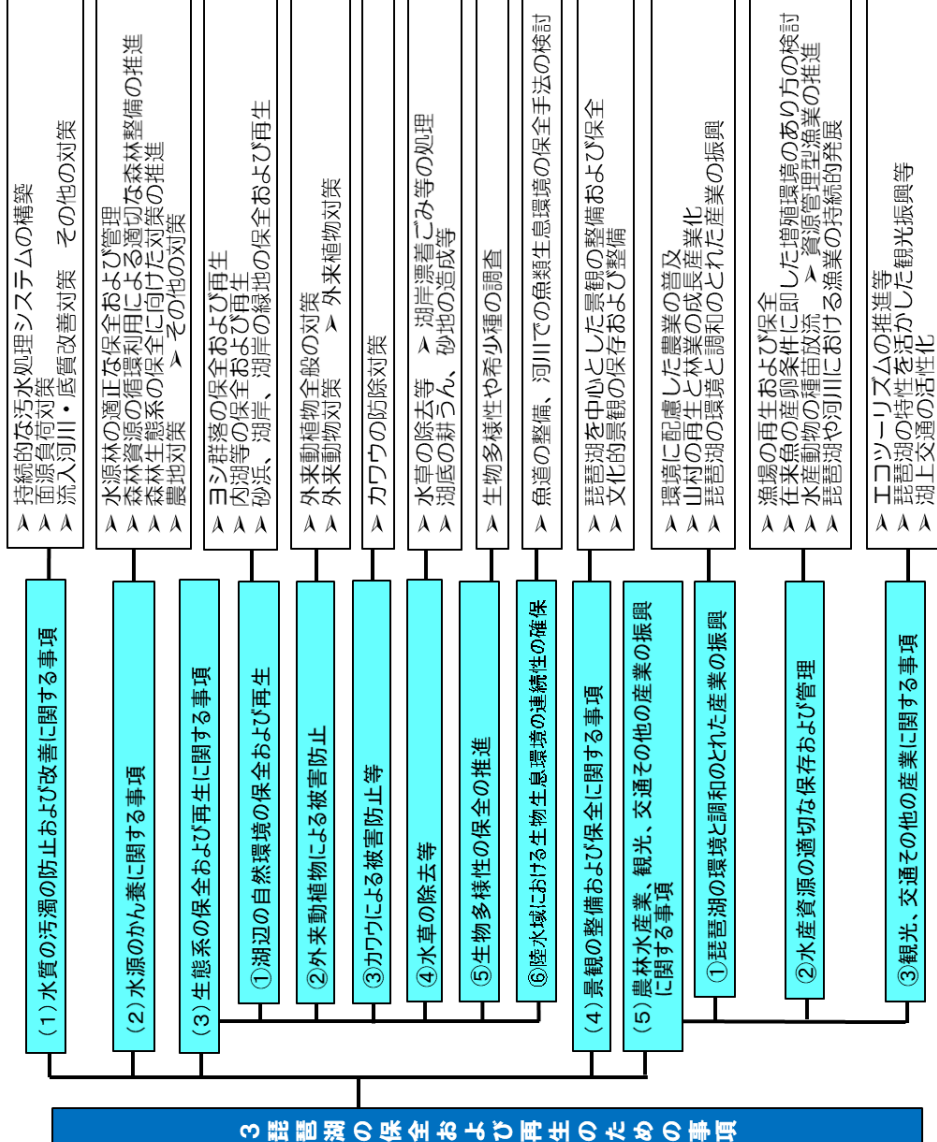 3 琵琶湖の保全および再生のための事項
(1)水質の汚濁の防止および改善に関する事項
➢ 持続的な汚水処理システムの構築
➢ 面源負荷対策
➢ 流入河川・底質改善対策 その他の対策
(2)水源のかん養に関する事項
➢ 水源林の適正な保全および管理
➢ 森林資源の循環利用による適切な森林整備の推進
➢ 森林生態系の保全に向けた対策の推進
➢ 農地対策 ➢ その他の対策
(3)生態系の保全および再生に関する事項
①湖辺の自然環境の保全および再生
➢ ヨシ群落の保全および再生
➢ 内湖等の保全および再生
➢ 砂浜、湖岸、湖岸の緑地の保全および再生
②外来動植物による被害防止
➢ 外来動植物全般の対策
➢ 外来動物対策 ➢ 外来植物対策
③カワウによる被害防止等
➢ カワウの防除対策
④水草の除去等
➢ 水草の除去等 ➢ 湖岸漂着ごみ等の処理
➢ 湖底の耕うん、砂地の造成等
⑤生物多様性の保全の推進
➢ 生物多様性や希少種の調査
⑥陸水域における生物生息環境の連続性の確保
➢ 魚道の整備、河川での魚類生息環境の保全手法の検討
(4)景観の整備および保全に関する事項
➢ 琵琶湖を中心とした景観の整備および保全
➢ 文化的景観の保存および整備
(5)農林水産業、観光、交通その他の産業の振興
に関する事項
①琵琶湖の環境と調和のとれた産業の振興
➢ 環境に配慮した農業の普及
➢ 山村の再生と林業の成長産業化
➢ 琵琶湖の環境と調和のとれた産業の振興
②水産資源の適切な保存および管理
➢ 漁場の再生および保全
➢ 在来魚の産卵条件に即した増殖環境のあり方の検討
➢ 水産動物の種苗放流 ➢ 資源管理型漁業の推進
➢ 琵琶湖や河川における漁業の持続的発展
③観光、交通その他の産業に関する事項
➢ エコツーリズムの推進等
➢ 琵琶湖の特性を活かした観光振興等
➢ 湖上交通の活性化